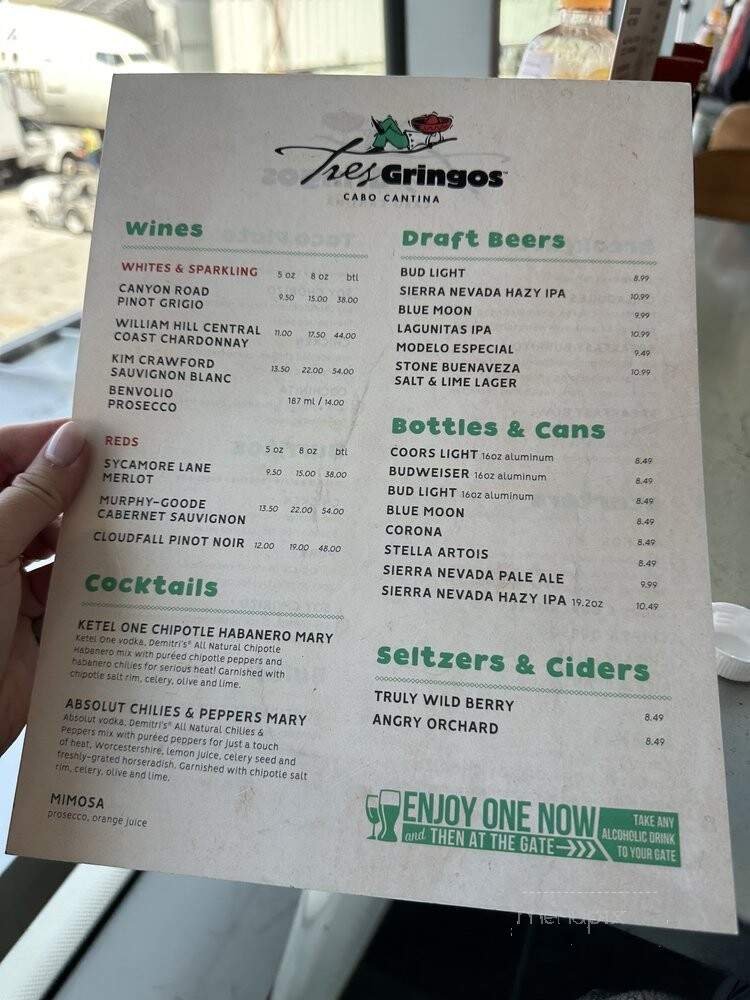 Tres Gringos™
CABO CANTINA
Wines
WHITES & SPARKLING 5 oz 8 oz btl
CANYON ROAD
PINOT GRIGIO 9.50 15.00 38.00
WILLIAM HILL CENTRAL
COAST CHARDONNAY 11.00 17.50 44.00
KIM CRAWFORD
SAUVIGNON BLANC 13.50 22.00 54.00
BENVOLIO
PROSECCO 187 ml / 14.00
REDS 5 oz 8 oz btl
SYCAMORE LANE
MERLOT 9.50 15.00 38.00
MURPHY-GOODE
CABERNET SAUVIGNON 13.50 22.00 54.00
CLOUDFALL PINOT NOIR 12.00 19.00 48.00
Cocktails
KETEL ONE CHIPOTLE HABANERO MARY
Ketel One vodka, Demitri's® All Natural Chipotle
Habanero mix with puréed chipotle peppers and
habanero chilies for serious heat! Garnished with
chipotle salt rim, celery, olive and lime.
ABSOLUT CHILIES & PEPPERS MARY
Absolut vodka, Demitri's® All Natural Chilies &
Peppers mix with puréed peppers for just a touch
of heat, Worcestershire, lemon juice, celery seed and
freshly-grated horseradish. Garnished with chipotle salt
rim, celery, olive and lime.
MIMOSA
prosecco, orange juice
Draft Beers
BUD LIGHT 8.99
SIERRA NEVADA HAZY IPA 10.99
BLUE MOON 9.99
LAGUNITAS IPA 10.99
MODELO ESPECIAL 9.49
STONE BUENAVEZA 10.99
SALT & LIME LAGER
Bottles & Cans
COORS LIGHT 16oz aluminum 8.49
BUDWEISER 16oz aluminum 8.49
BUD LIGHT 16oz aluminum 8.49
BLUE MOON 8.49
CORONA 8.49
STELLA ARTOIS 8.49
SIERRA NEVADA PALE ALE 9.99
SIERRA NEVADA HAZY IPA 19.2oz 10.49
Seltzers & Ciders
TRULY WILD BERRY 8.49
ANGRY ORCHARD 8.49
ENJOY ONE NOW
and THEN AT THE GATE
TAKE ANY
ALCOHOLIC DRINK
TO YOUR GATE